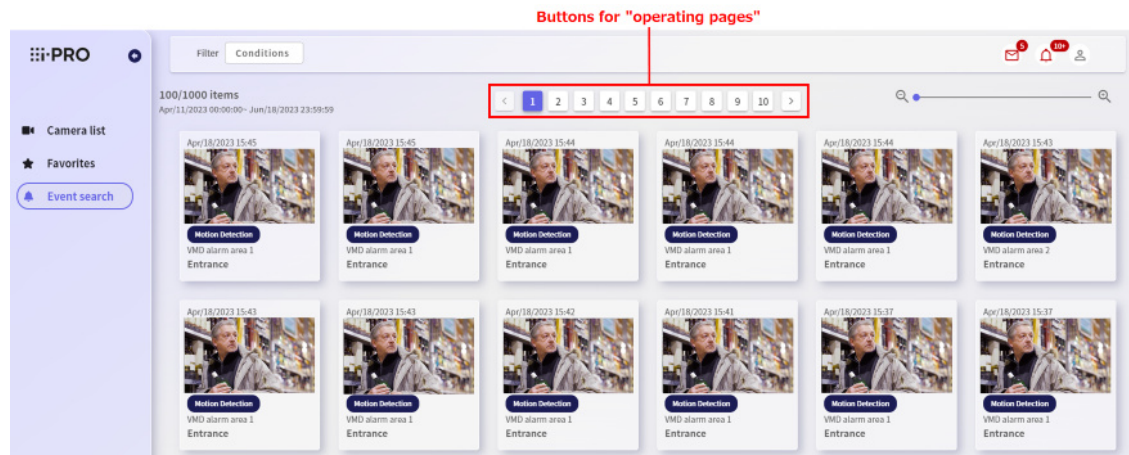 Buttons for "operating pages"
i-PRO
Filter Conditions
5 10+
100/1000 items
Apr/11/2023 00:00:00~ Jun/18/2023 23:59:59
< 1 2 3 4 5 6 7 8 9 10 >
Camera list
Favorites
Event search
Apr/18/2023 15:45 Apr/18/2023 15:45 Apr/18/2023 15:44 Apr/18/2023 15:44 Apr/18/2023 15:44 Apr/18/2023 15:43
Motion Detection Motion Detection Motion Detection Motion Detection Motion Detection Motion Detection
VMD alarm area 1 VMD alarm area 1 VMD alarm area 1 VMD alarm area 1 VMD alarm area 1 VMD alarm area 2
Entrance Entrance Entrance Entrance Entrance Entrance
Apr/18/2023 15:43 Apr/18/2023 15:43 Apr/18/2023 15:42 Apr/18/2023 15:41 Apr/18/2023 15:37 Apr/18/2023 15:37
Motion Detection Motion Detection Motion Detection Motion Detection Motion Detection Motion Detection
VMD alarm area 1 VMD alarm area 1 VMD alarm area 1 VMD alarm area 1 VMD alarm area 1 VMD alarm area 1
Entrance Entrance Entrance Entrance Entrance Entrance